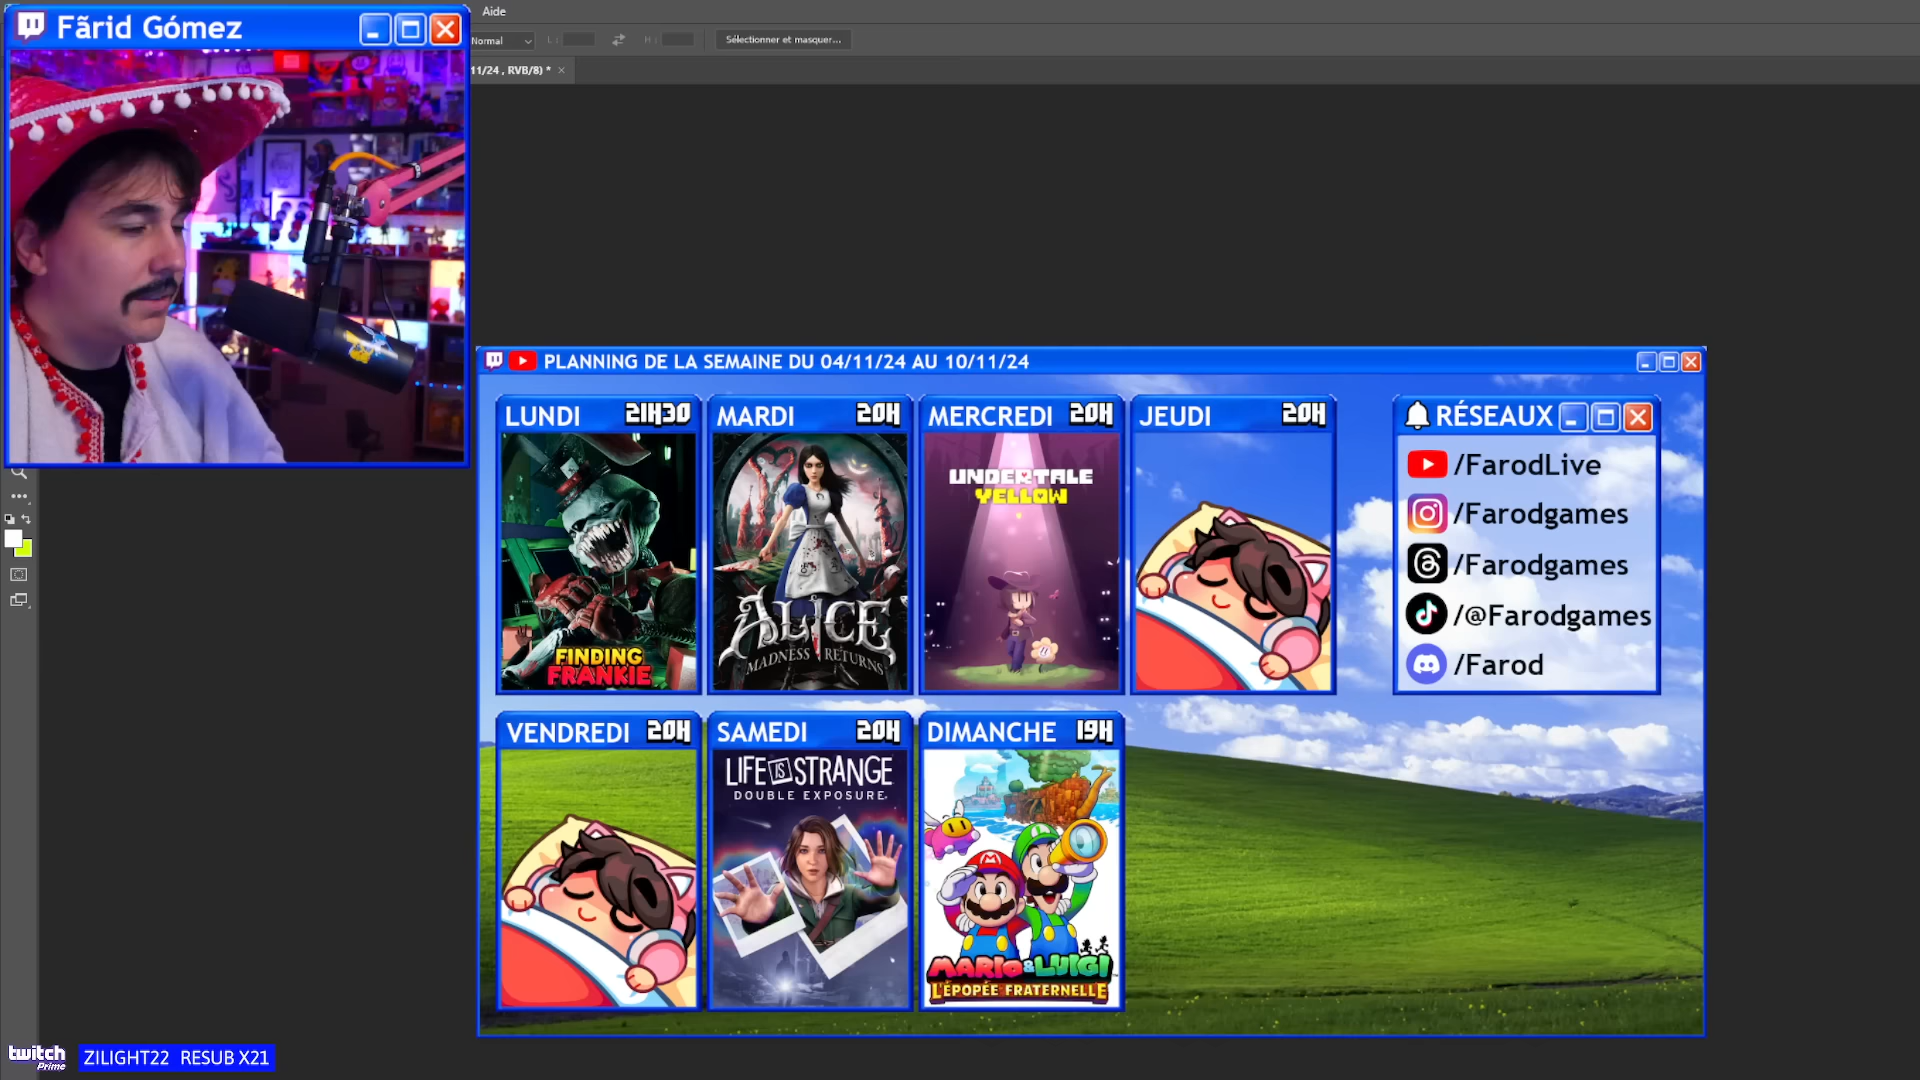 Fãrid Gómez
Aide
Normal
L :
H :
Sélectionner et masquer...
11/24 , RVB/8) *
PLANNING DE LA SEMAINE DU 04/11/24 AU 10/11/24
LUNDI 21H30
MARDI 20H
MERCREDI 20H
JEUDI 20H
RÉSEAUX
FINDING
FRANKIE
ALICE
MADNESS RETURNS
UNDERTALE
YELLOW
/FarodLive
/Farodgames
/Farodgames
/@Farodgames
/Farod
VENDREDI 20H
SAMEDI 20H
DIMANCHE 19H
LIFE IS STRANGE
DOUBLE EXPOSURE
MARIO & LUIGI
L'ÉPOPÉE FRATERNELLE
twitch
Prime
ZILIGHT22 RESUB X21